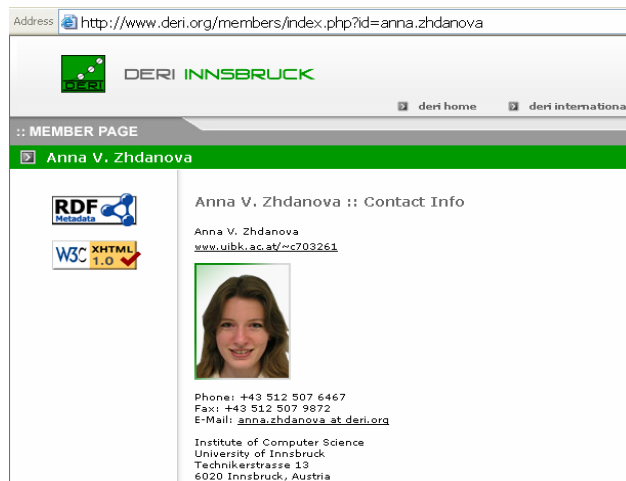 Address http://www.deri.org/members/index.php?id=anna.zhdanova
DERI
DERI INNSBRUCK
deri home deri internationa
:: MEMBER PAGE
Anna V. Zhdanova
RDF
Metadata
W3C XHTML
1.0
Anna V. Zhdanova :: Contact Info
Anna V. Zhdanova
www.uibk.ac.at/~c703261
Phone: +43 512 507 6467
Fax: +43 512 507 9872
E-Mail: anna.zhdanova at deri.org
Institute of Computer Science
University of Innsbruck
Technikerstrasse 13
6020 Innsbruck, Austria